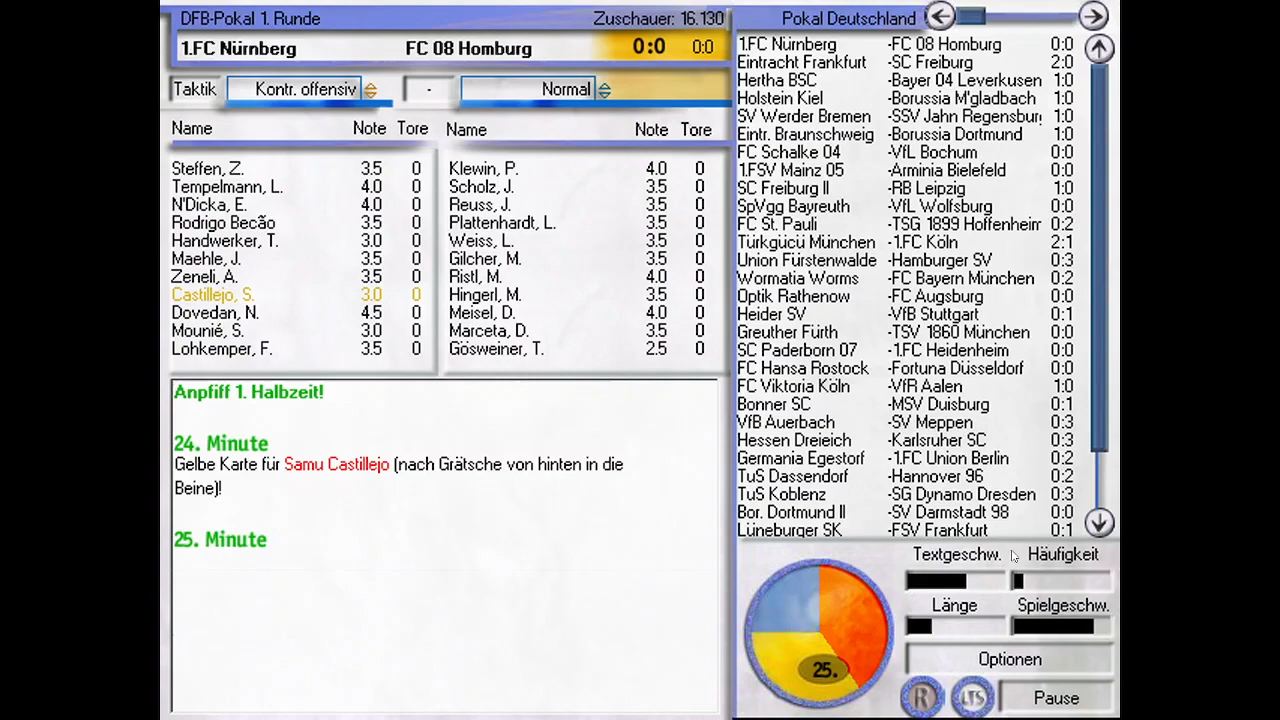 DFB-Pokal 1. Runde Zuschauer: 16.130
1.FC Nürnberg FC 08 Homburg 0:0 0:0
Taktik Kontr. offensiv - Normal
Name Note Tore Name Note Tore
Steffen, Z. 3.5 0 Klewin, P. 4.0 0
Tempelmann, L. 4.0 0 Scholz, J. 3.5 0
N'Dicka, E. 4.0 0 Reuss, J. 3.5 0
Rodrigo Becão 3.5 0 Plattenhardt, L. 3.5 0
Handwerker, T. 3.0 0 Weiss, L. 3.5 0
Maehle, J. 3.5 0 Gilcher, M. 3.5 0
Zeneli, A. 3.5 0 Ristl, M. 4.0 0
Castillejo, S. 3.0 0 Hingerl, M. 3.5 0
Dovedan, N. 4.5 0 Meisel, D. 4.0 0
Mounié, S. 3.0 0 Marceta, D. 3.5 0
Lohkemper, F. 3.5 0 Gösweiner, T. 2.5 0
Anpfiff 1. Halbzeit!
24. Minute
Gelbe Karte für Samu Castillejo (nach Grätsche von hinten in die
Beine)!
25. Minute
Pokal Deutschland
1.FC Nürnberg -FC 08 Homburg 0:0
Eintracht Frankfurt -SC Freiburg 2:0
Hertha BSC -Bayer 04 Leverkusen 1:0
Holstein Kiel -Borussia M'gladbach 1:0
SV Werder Bremen -SSV Jahn Regensburg 1:0
Eintr. Braunschweig -Borussia Dortmund 1:0
FC Schalke 04 -VfL Bochum 0:0
1.FSV Mainz 05 -Arminia Bielefeld 0:0
SC Freiburg II -RB Leipzig 1:0
SpVgg Bayreuth -VfL Wolfsburg 0:0
FC St. Pauli -TSG 1899 Hoffenheim 0:2
Türkgücü München -1.FC Köln 2:1
Union Fürstenwalde -Hamburger SV 0:3
Wormatia Worms -FC Bayern München 0:2
Optik Rathenow -FC Augsburg 0:0
Heider SV -VfB Stuttgart 0:1
Greuther Fürth -TSV 1860 München 0:0
SC Paderborn 07 -1.FC Heidenheim 0:0
FC Hansa Rostock -Fortuna Düsseldorf 0:0
FC Viktoria Köln -VfR Aalen 1:0
Bonner SC -MSV Duisburg 0:1
VfB Auerbach -SV Meppen 0:3
Hessen Dreieich -Karlsruher SC 0:3
Germania Egestorf -1.FC Union Berlin 0:2
TuS Dassendorf -Hannover 96 0:2
TuS Koblenz -SG Dynamo Dresden 0:3
Bor. Dortmund II -SV Darmstadt 98 0:0
Lüneburger SK -FSV Frankfurt 0:1
Textgeschw. Häufigkeit
Länge Spielgeschw.
25.
Optionen
R LTS Pause